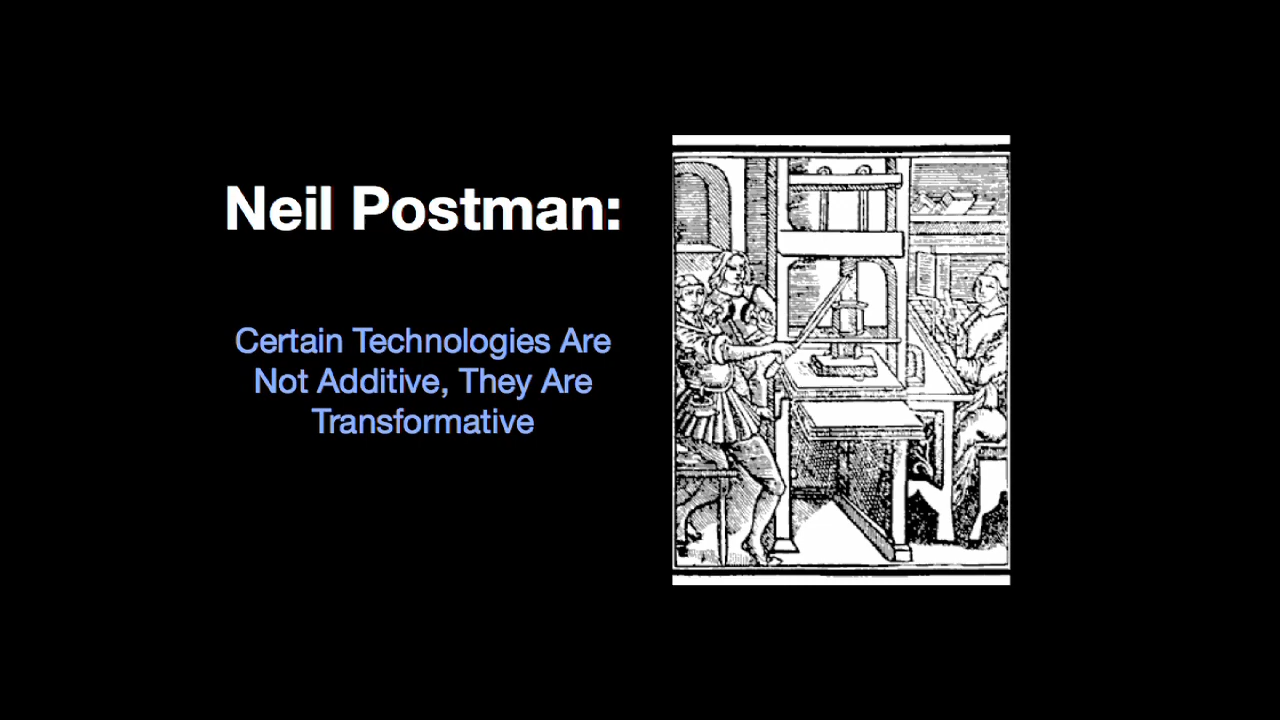 Neil Postman:
Certain Technologies Are
Not Additive, They Are
Transformative